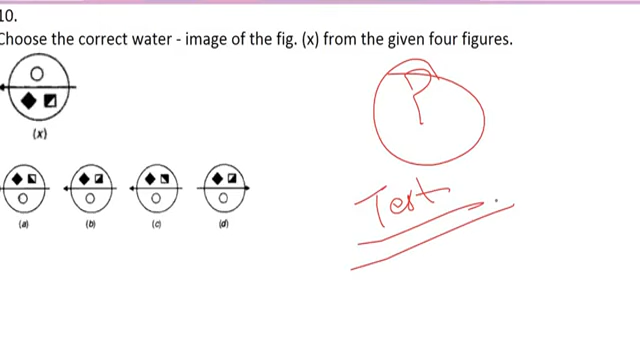 10.
Choose the correct water - image of the fig. (x) from the given four figures.
P
(x)
Test
(a) (b) (c) (d)